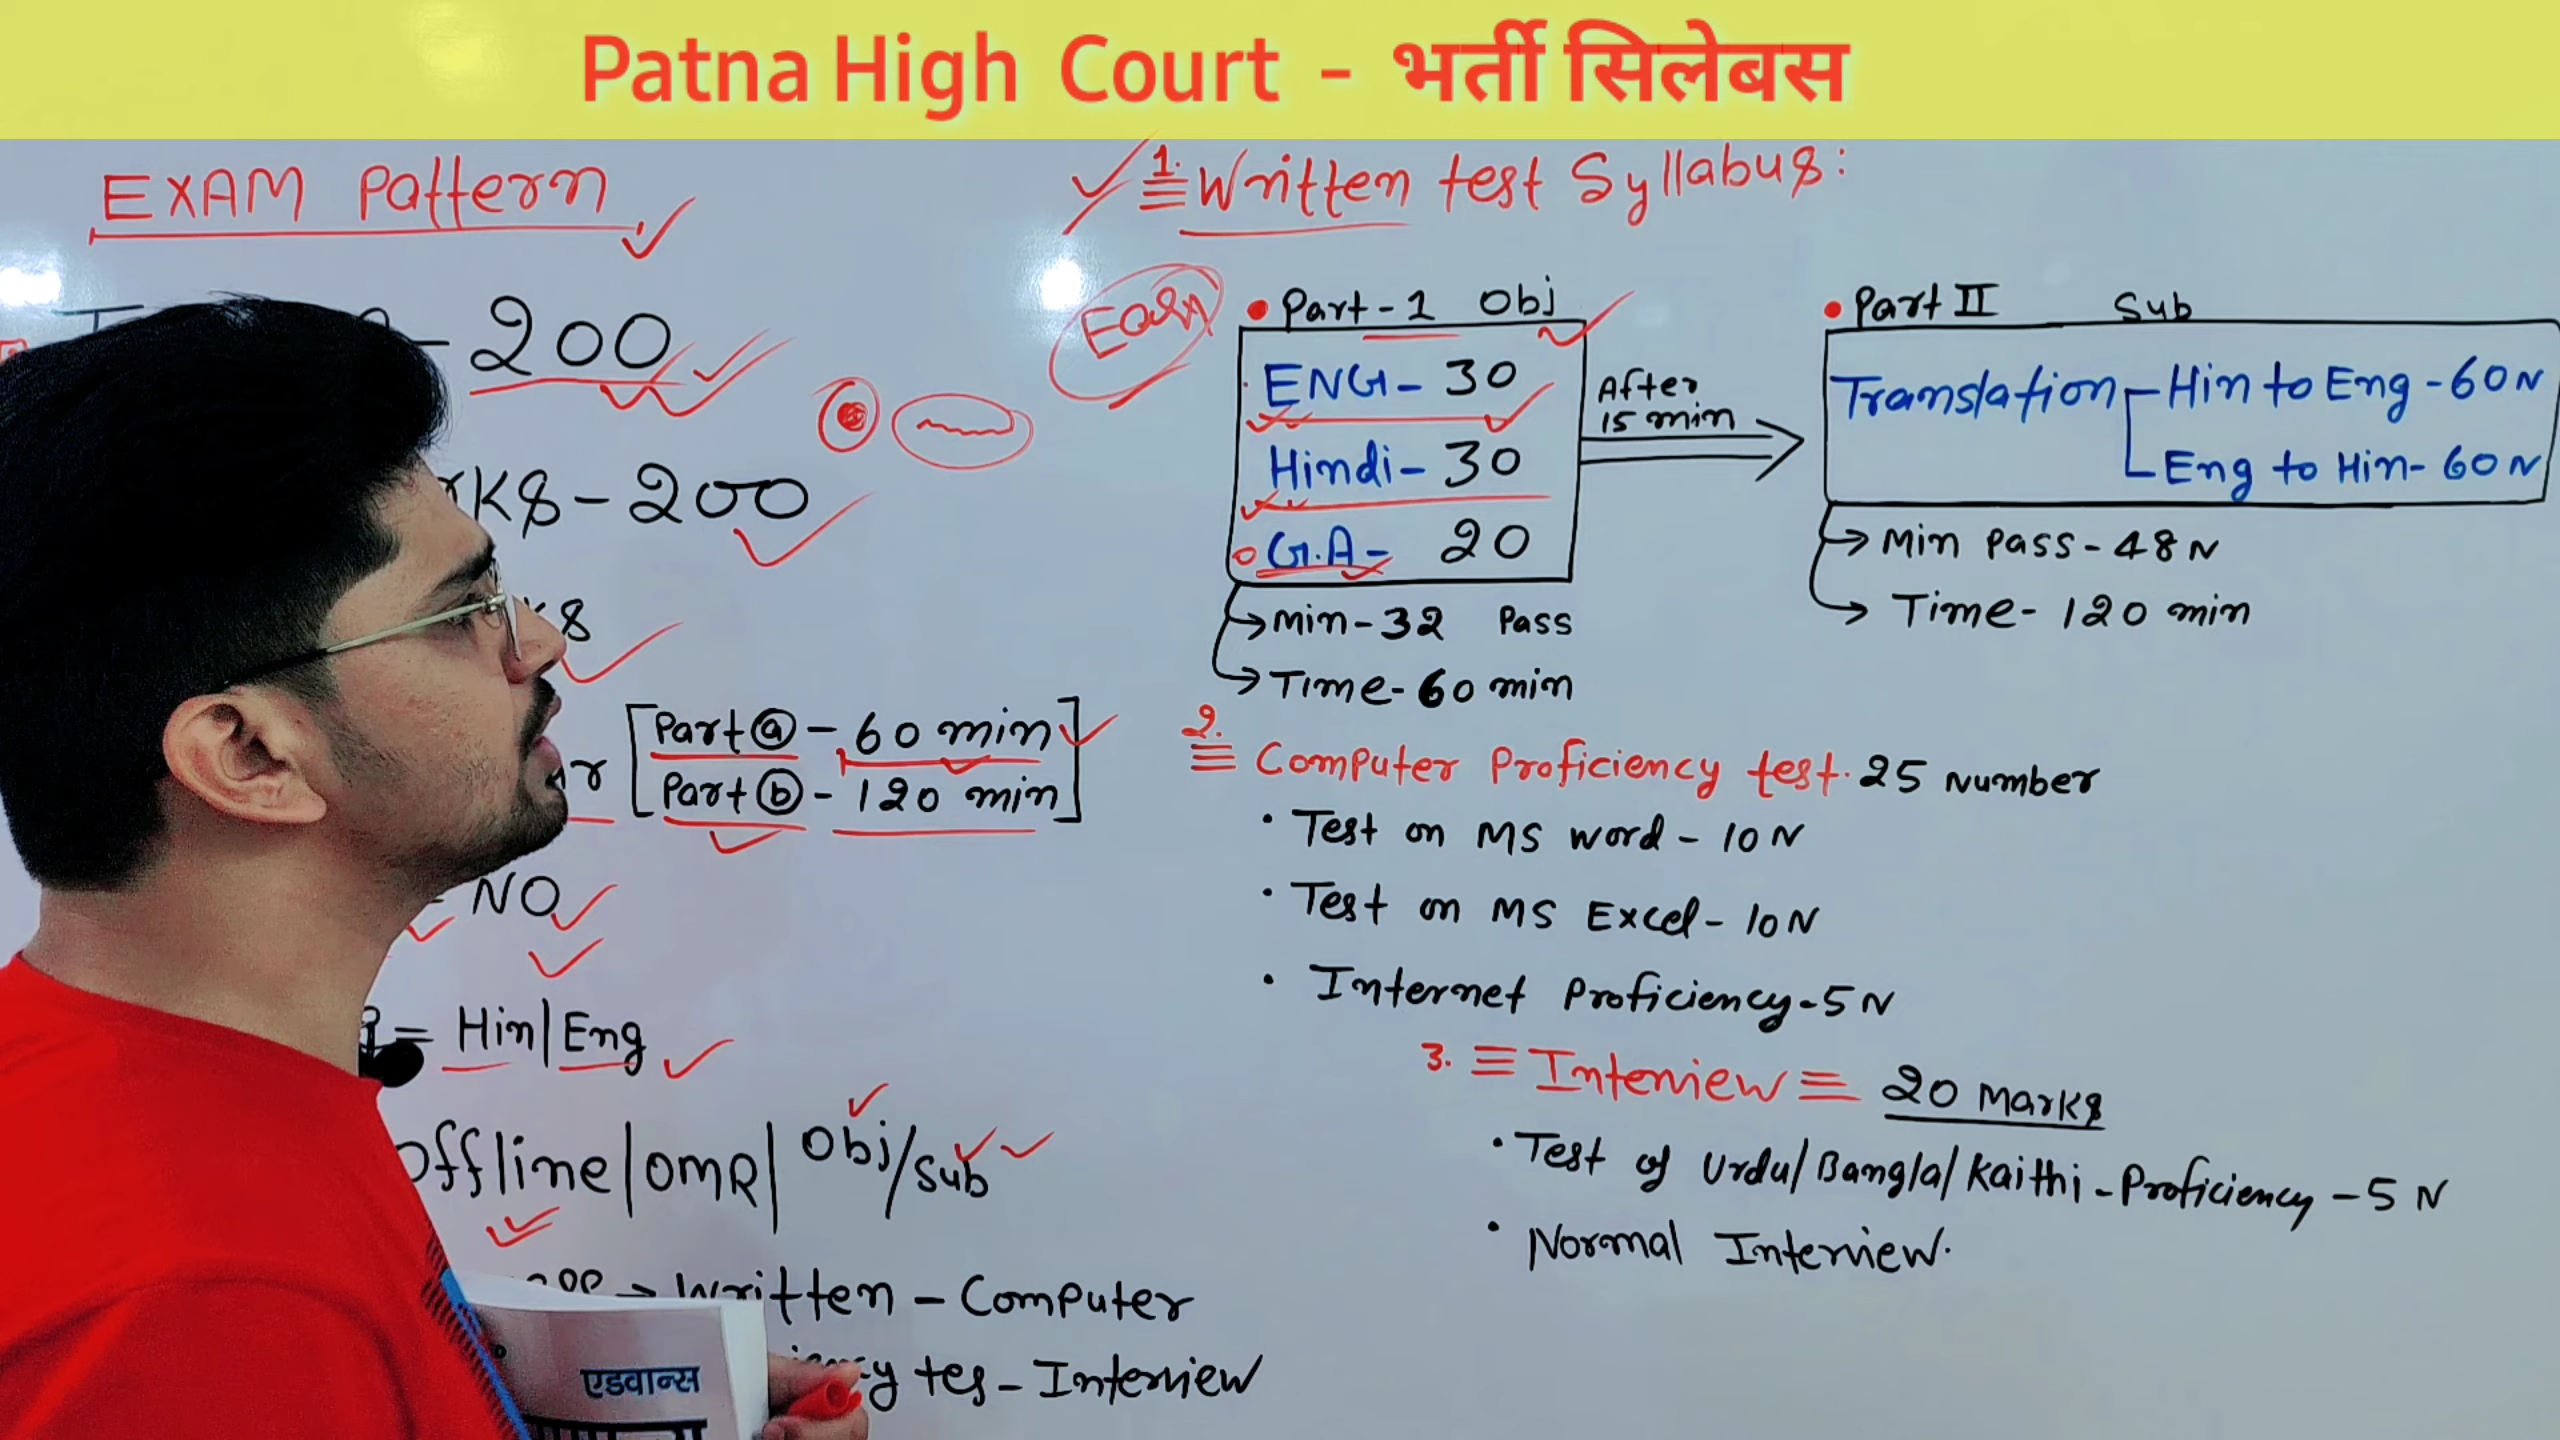 Patna High Court - भर्ती सिलेबस
EXAM Pattern
- 200
rks - 200
ks
[Part ⓐ - 60 min]
[Part ⓑ - 120 min]
- NO
= Hin | Eng
Offline | OMR | Obj/Sub
→ Written - Computer
cy tes - Interview
एडवान्स
1. Written test Syllabus:
• Part - 1 Obj
ENG - 30
Hindi - 30
G.A - 20
→ Min - 32 Pass
→ Time - 60 min
After
15 min
• Part II Sub
Translation
Hin to Eng - 60 N
Eng to Hin - 60 N
→ Min Pass - 48 N
→ Time - 120 min
2. Computer Proficiency test. 25 Number
• Test on MS word - 10 N
• Test on MS Excel - 10 N
• Internet Proficiency - 5 N
3. Interview 20 Marks
• Test of Urdu/Bangla/Kaithi - Proficiency - 5 N
• Normal Interview.